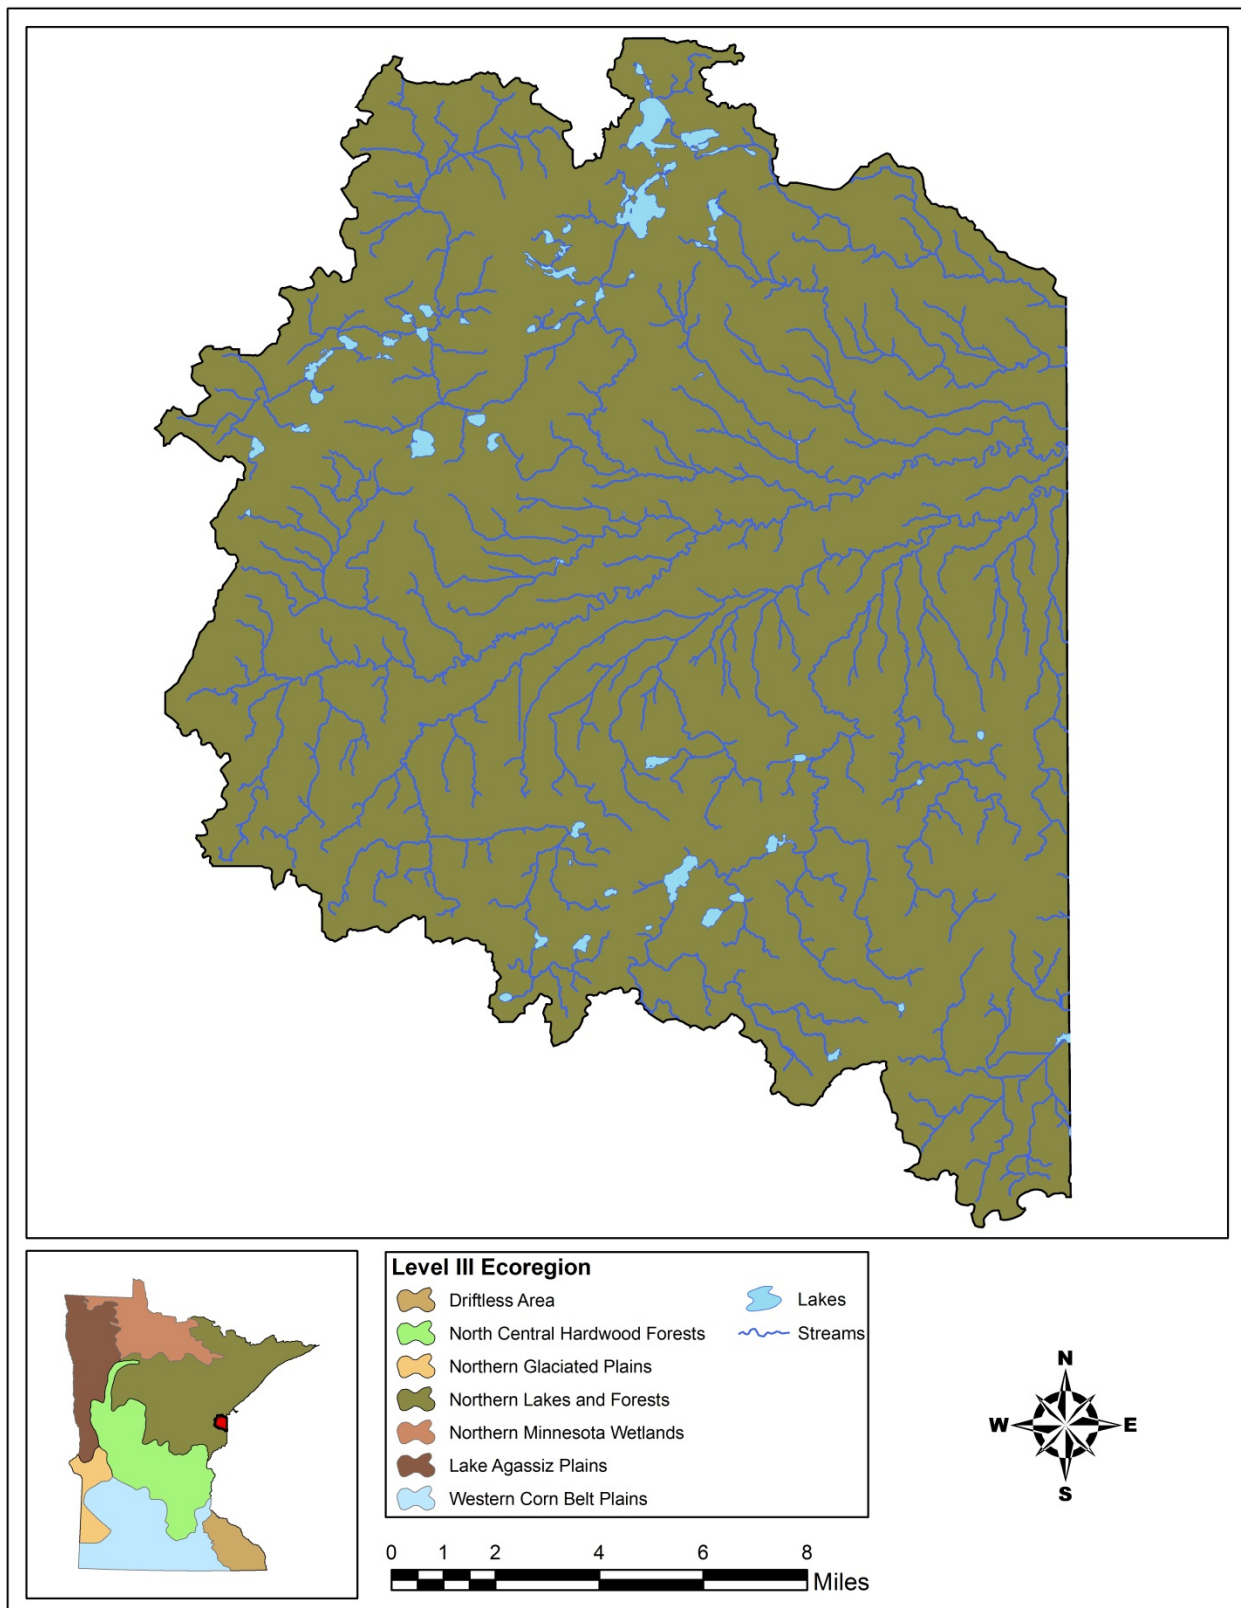 Level III Ecoregion
Driftless Area
North Central Hardwood Forests
Northern Glaciated Plains
Northern Lakes and Forests
Northern Minnesota Wetlands
Lake Agassiz Plains
Western Corn Belt Plains
Lakes
Streams
N
W E
S
0 1 2 4 6 8
Miles